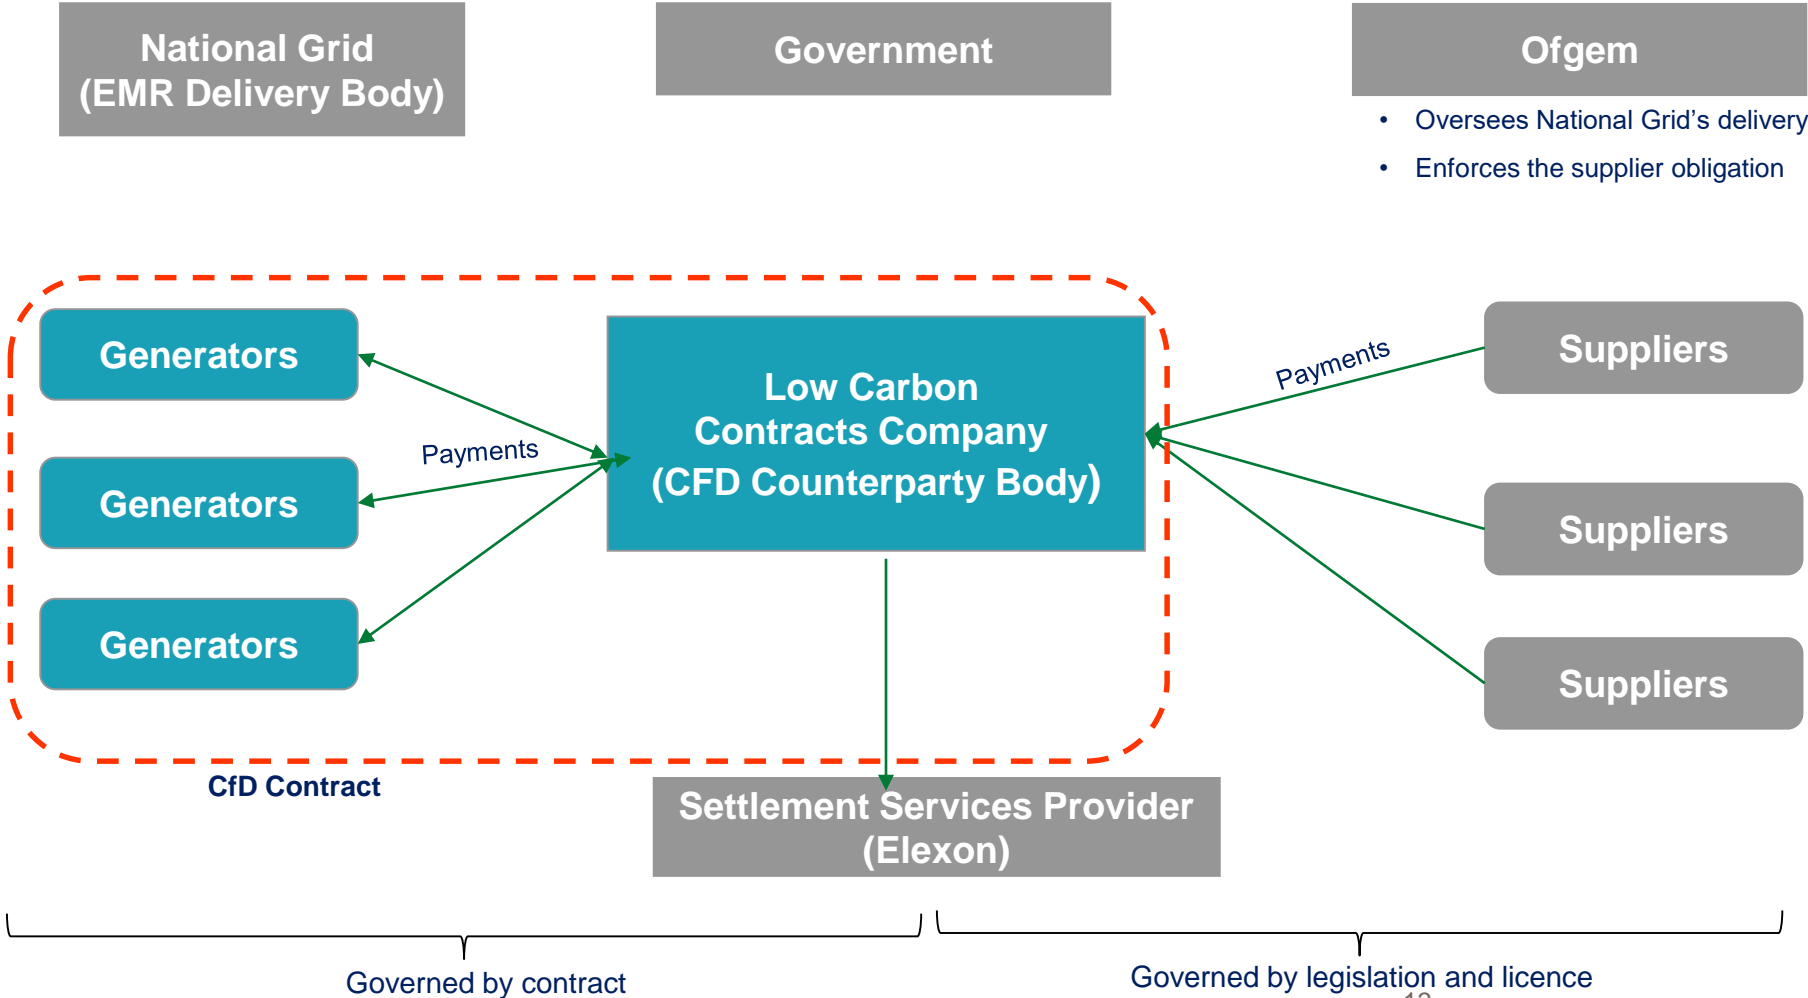 National Grid
(EMR Delivery Body)
Government
Ofgem
• Oversees National Grid’s delivery
• Enforces the supplier obligation
Generators
Generators
Generators
Payments
Low Carbon
Contracts Company
(CFD Counterparty Body)
Payments
Suppliers
Suppliers
Suppliers
CfD Contract
Settlement Services Provider
(Elexon)
Governed by contract
Governed by legislation and licence